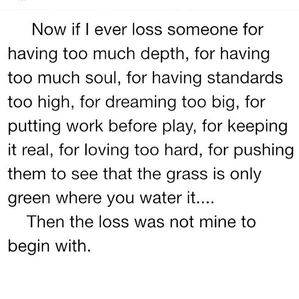 Now if I ever loss someone for
having too much depth, for having
too much soul, for having standards
too high, for dreaming too big, for
putting work before play, for keeping
it real, for loving too hard, for pushing
them to see that the grass is only
green where you water it....
Then the loss was not mine to
begin with.